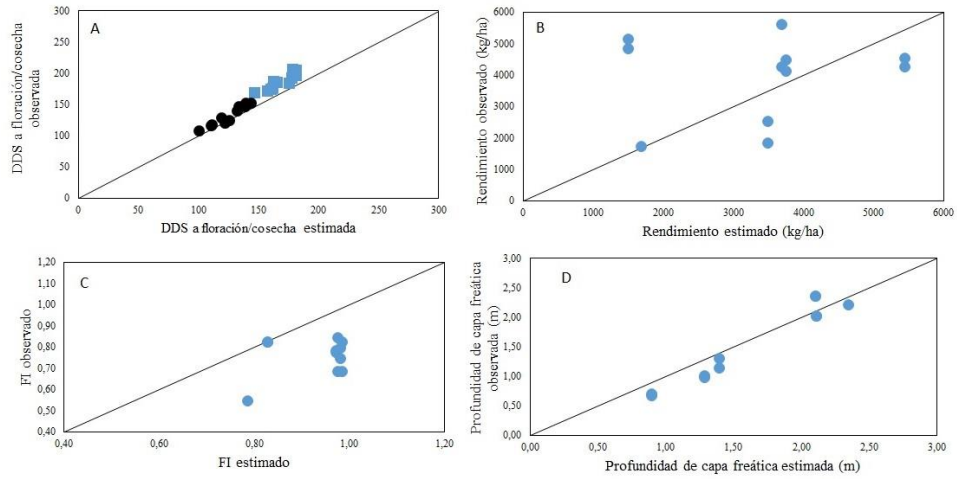 A
DDS a floración/cosecha
observada
300
250
200
150
100
50
0
0 50 100 150 200 250 300
DDS a floración/cosecha estimada
B
Rendimiento observado (kg/ha)
6000
5000
4000
3000
2000
1000
0
0 1000 2000 3000 4000 5000 6000
Rendimiento estimado (kg/ha)
C
FI observado
1,20
1,10
1,00
0,90
0,80
0,70
0,60
0,50
0,40
0,40 0,60 0,80 1,00 1,20
FI estimado
D
Profundidad de capa freática
observada (m)
3,00
2,50
2,00
1,50
1,00
0,50
0,00
0,00 0,50 1,00 1,50 2,00 2,50 3,0
Profundidad de capa freática estimada (m)